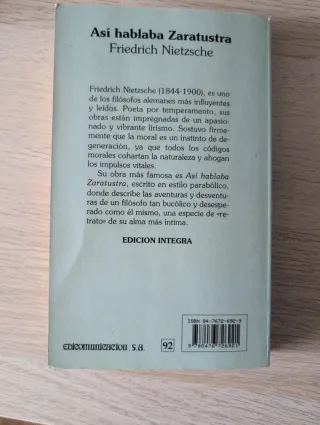 Así hablaba Zaratustra
Friedrich Nietzsche
Friedrich Nietzsche (1844-1900), es uno
de los filósofos alemanes más influyentes
y leídos. Poeta por temperamento, sus
obras están impregnadas de un apasio-
nado y vibrante lirismo. Sostuvo firme-
mente que la moral es un instinto de de-
generación, ya que todos los códigos
morales cohartan la naturaleza y ahogan
los impulsos vitales.
Su obra más famosa es Así hablaba
Zaratustra, escrito en estilo parabólico,
donde describe las aventuras y desventu-
ras de un filósofo tan bucólico y desespe-
rado como él mismo, una especie de «re-
trato» de su alma más íntima.
EDICION INTEGRA
ISBN 84-7672-692-9
EDICOMUNICACION, S.A.
92